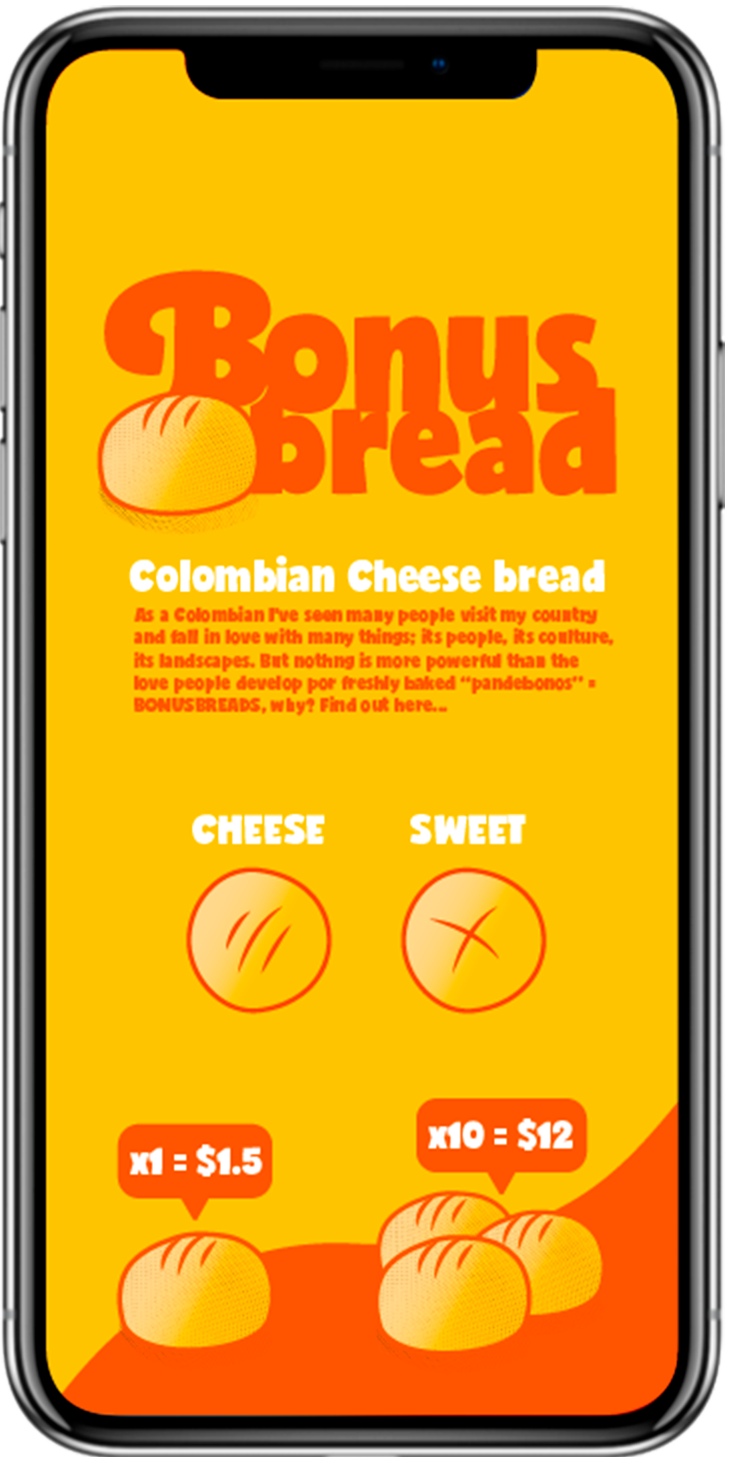 Bonus
bread
Colombian Cheese bread
As a Colombian I've seen many people visit my country
and fall in love with many things; its people, its coulture,
its landscapes. But nothng is more powerful than the
love people develop por freshly baked "pandebonos" =
BONUSBREADS, why? Find out here...
CHEESE SWEET
x1 = $1.5 x10 = $12